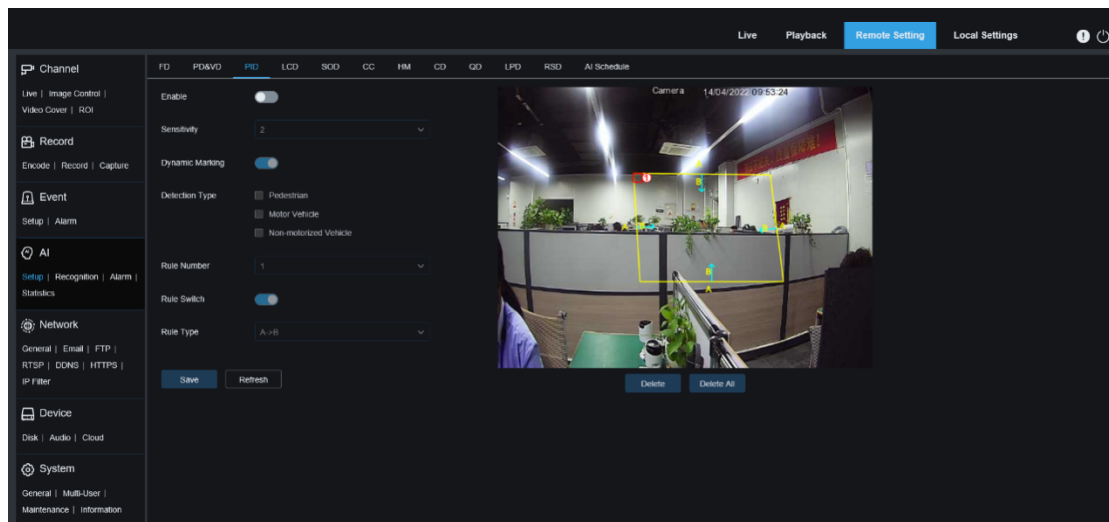 Live Playback Remote Setting Local Settings
Channel
Live | Image Control |
Video Cover | ROI
Record
Encode | Record | Capture
Event
Setup | Alarm
AI
Setup | Recognition | Alarm |
Statistics
Network
General | Email | FTP |
RTSP | DDNS | HTTPS |
IP Filter
Device
Disk | Audio | Cloud
System
General | Multi-User |
Maintenance | Information
FD PD&VD PID LCD SOD CC HM CD QD LPD RSD AI Schedule
Enable
Sensitivity 2
Dynamic Marking
Detection Type Pedestrian
Motor Vehicle
Non-motorized Vehicle
Rule Number 1
Rule Switch
Rule Type A->B
Save Refresh
Camera 14/04/2022 09:53:24
A
1
B
1
A
A
B
A
Delete Delete All